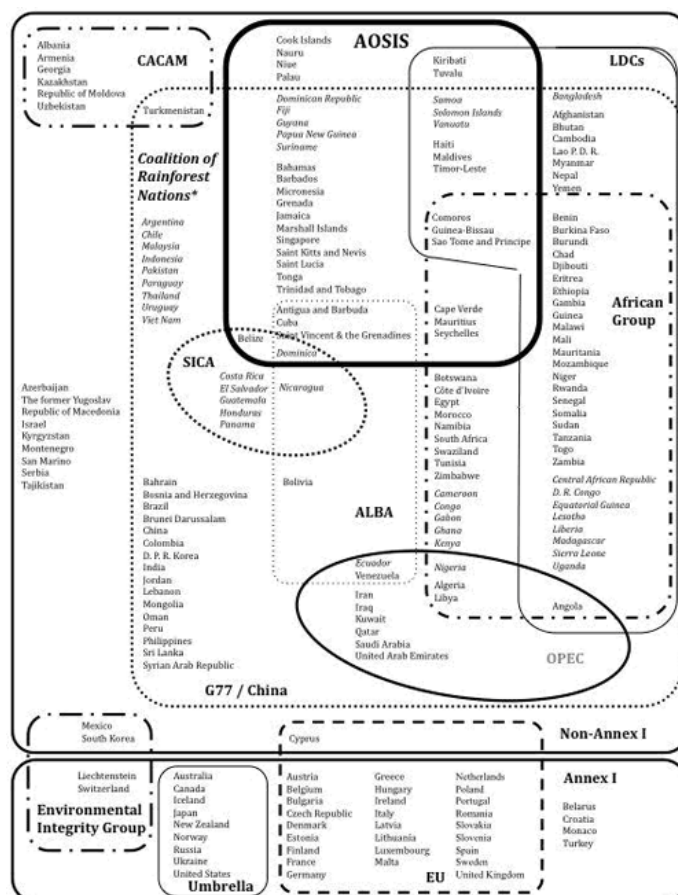 CACAM
Albania
Armenia
Georgia
Kazakhstan
Republic of Moldova
Uzbekistan
Turkmenistan
AOSIS
Cook Islands
Nauru
Niue
Palau
Dominican Republic
Fiji
Guyana
Papua New Guinea
Suriname
Bahamas
Barbados
Micronesia
Grenada
Jamaica
Marshall Islands
Singapore
Saint Kitts and Nevis
Saint Lucia
Tonga
Trinidad and Tobago
Antigua and Barbuda
Cuba
Saint Vincent & the Grenadines
Dominica
LDCs
Kiribati
Tuvalu
Samoa
Solomon Islands
Vanuatu
Haiti
Maldives
Timor-Leste
Bangladesh
Afghanistan
Bhutan
Cambodia
Lao P. D. R.
Myanmar
Nepal
Yemen
Coalition of
Rainforest
Nations*
Argentina
Chile
Malaysia
Indonesia
Pakistan
Paraguay
Thailand
Uruguay
Viet Nam
Comoros
Guinea-Bissau
Sao Tome and Principe
Cape Verde
Mauritius
Seychelles
African
Group
Benin
Burkina Faso
Burundi
Chad
Djibouti
Eritrea
Ethiopia
Gambia
Guinea
Malawi
Mali
Mauritania
Mozambique
Niger
Rwanda
Senegal
Somalia
Sudan
Tanzania
Togo
Zambia
Central African Republic
D. R. Congo
Equatorial Guinea
Lesotho
Liberia
Madagascar
Sierra Leone
Uganda
Angola
SICA
Belize
Costa Rica
El Salvador
Guatemala
Honduras
Panama
Nicaragua
Botswana
Côte d'Ivoire
Egypt
Morocco
Namibia
South Africa
Swaziland
Tunisia
Zimbabwe
Cameroon
Congo
Gabon
Ghana
Kenya
Nigeria
Algeria
Libya
Azerbaijan
The former Yugoslav
Republic of Macedonia
Israel
Kyrgyzstan
Montenegro
San Marino
Serbia
Tajikistan
Bahrain
Bosnia and Herzegovina
Brazil
Brunei Darussalam
China
Colombia
D. P. R. Korea
India
Jordan
Lebanon
Mongolia
Oman
Peru
Philippines
Sri Lanka
Syrian Arab Republic
Bolivia
ALBA
Ecuador
Venezuela
Iran
Iraq
Kuwait
Qatar
Saudi Arabia
United Arab Emirates
OPEC
G77 / China
Non-Annex I
Mexico
South Korea
Cyprus
Liechtenstein
Switzerland
Environmental
Integrity Group
Australia
Canada
Iceland
Japan
New Zealand
Norway
Russia
Ukraine
United States
Umbrella
Austria
Belgium
Bulgaria
Czech Republic
Denmark
Estonia
Finland
France
Germany
Greece
Hungary
Ireland
Italy
Latvia
Lithuania
Luxembourg
Malta
EU
Netherlands
Poland
Portugal
Romania
Slovakia
Slovenia
Spain
Sweden
United Kingdom
Annex I
Belarus
Croatia
Monaco
Turkey